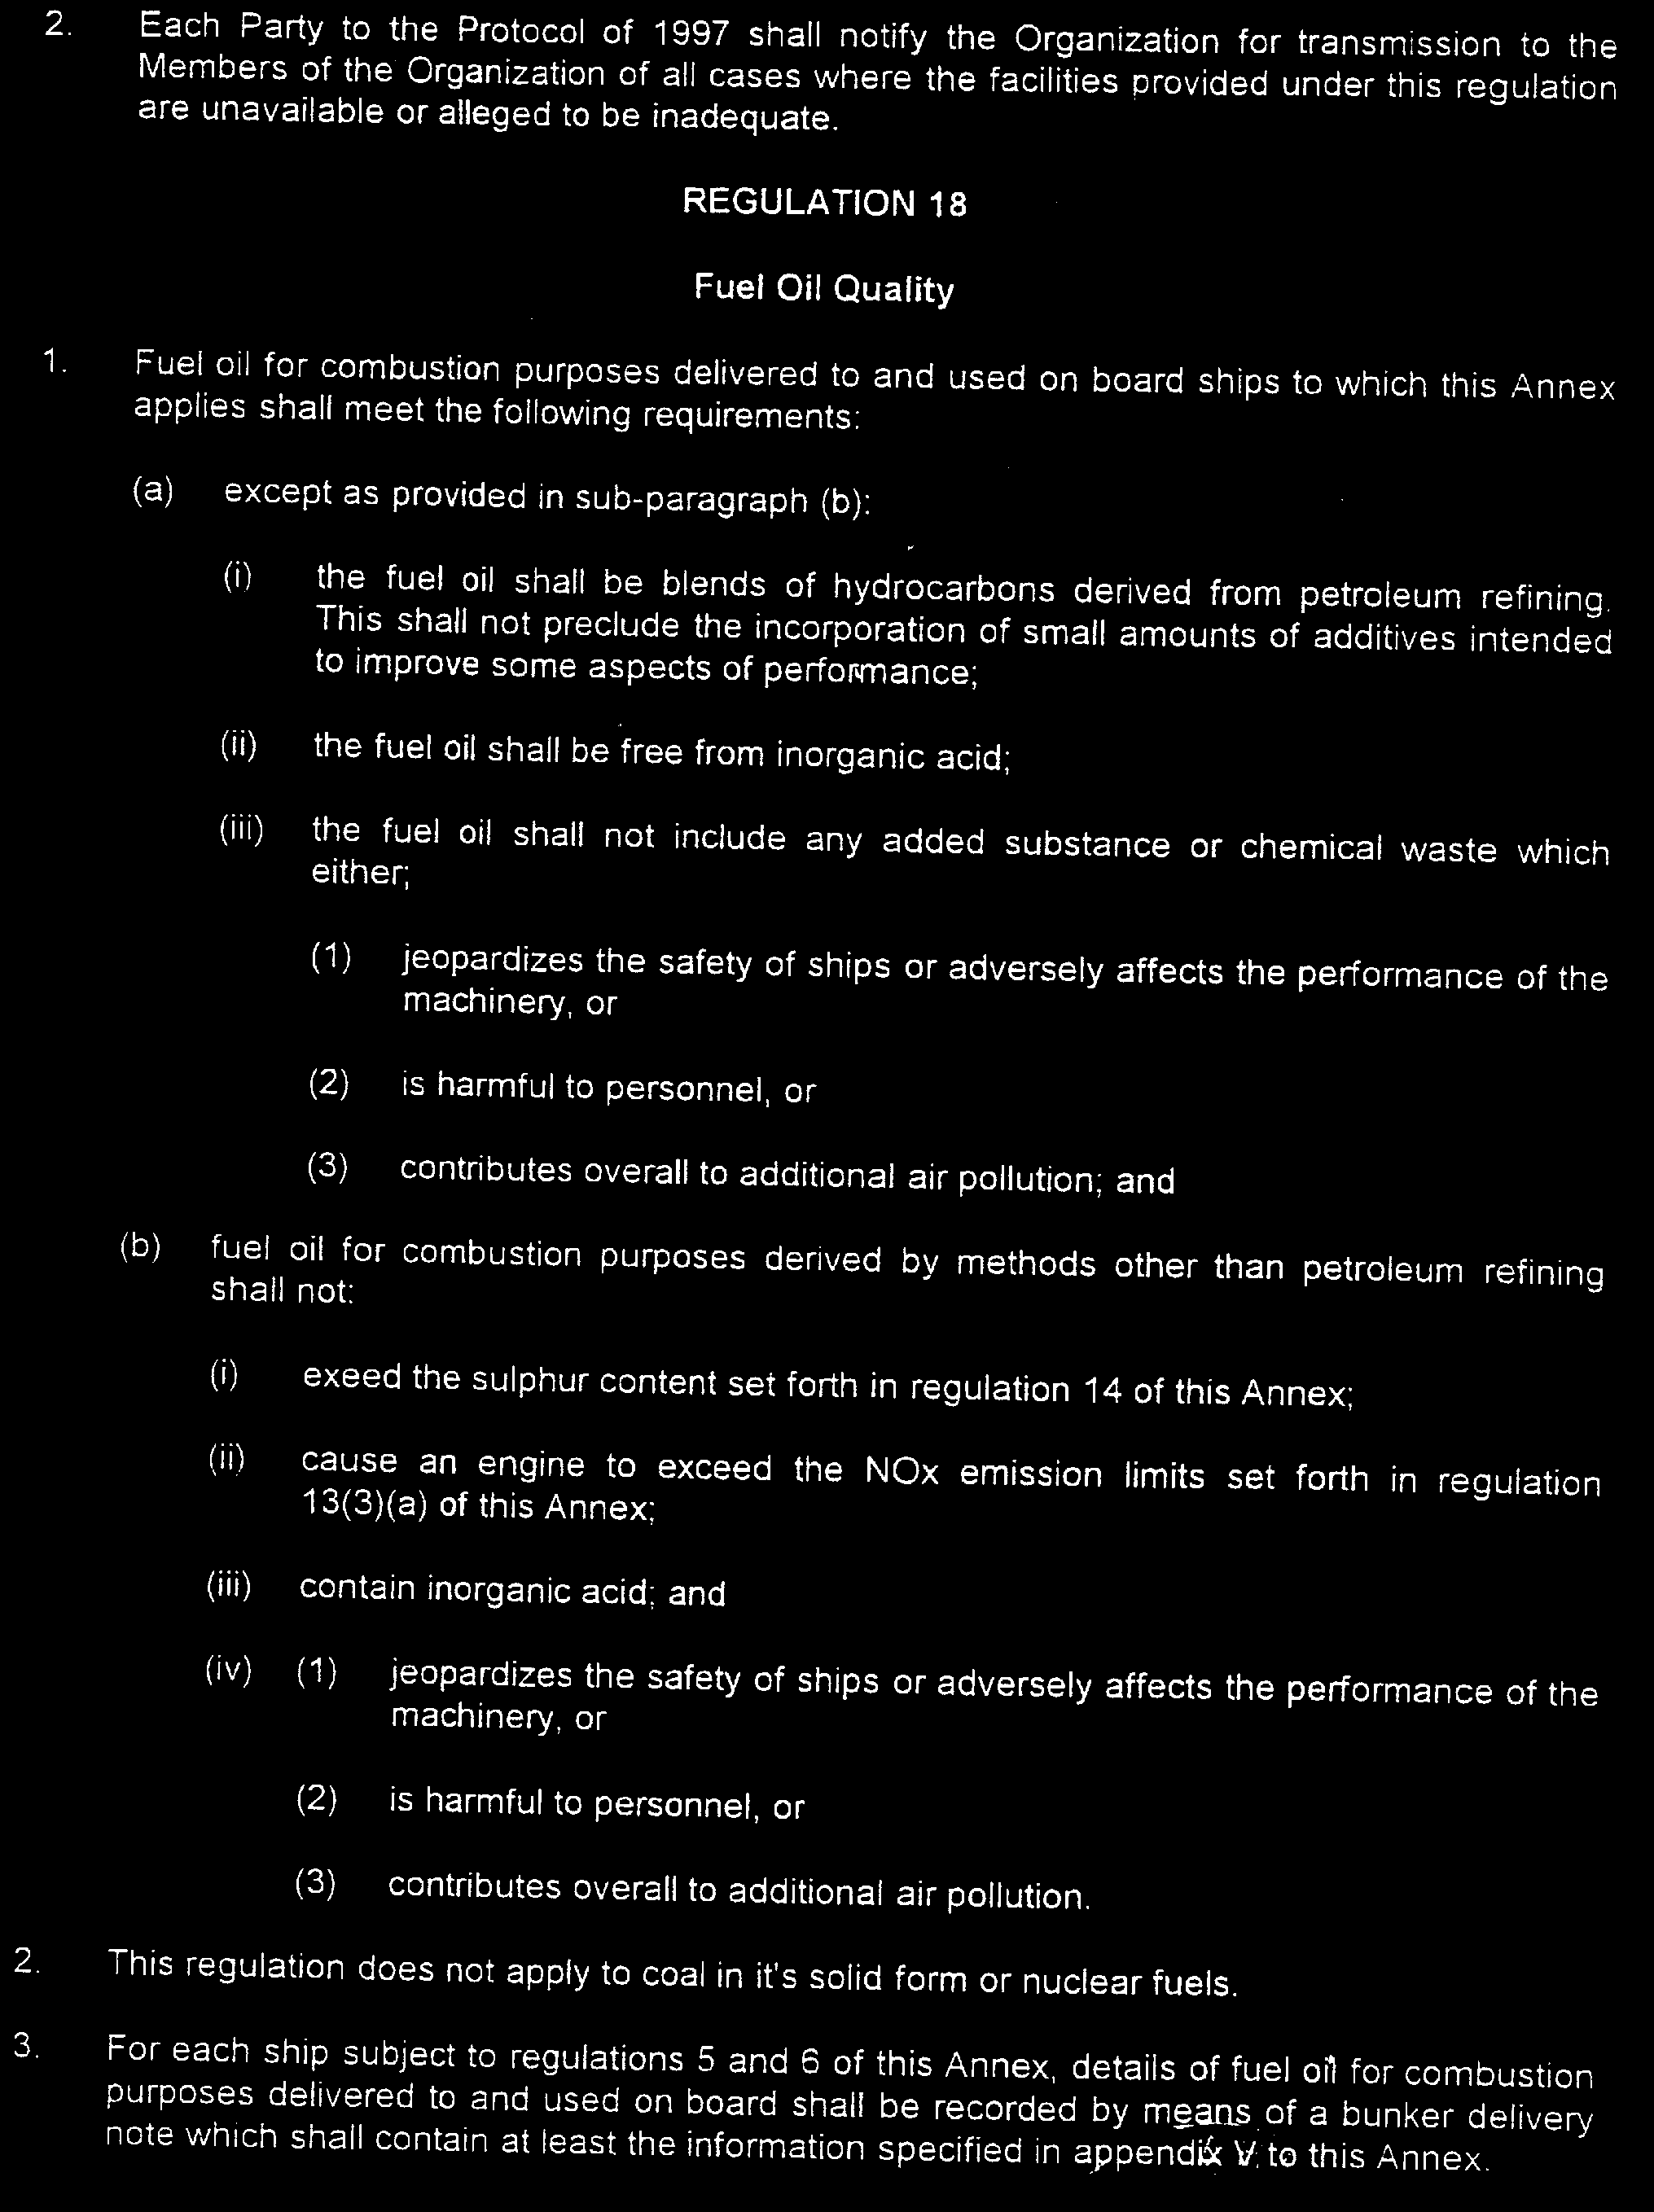 2. Each Party to the Protocol of 1997 shall notify the Organization for transmission to the
Members of the Organization of all cases where the facilities provided under this regulation
are unavailable or alleged to be inadequate.
REGULATION 18
Fuel Oil Quality
1. Fuel oil for combustion purposes delivered to and used on board ships to which this Annex
applies shall meet the following requirements:
(a) except as provided in sub-paragraph (b):
(i) the fuel oil shall be blends of hydrocarbons derived from petroleum refining.
This shall not preclude the incorporation of small amounts of additives intended
to improve some aspects of performance;
(ii) the fuel oil shall be free from inorganic acid;
(iii) the fuel oil shall not include any added substance or chemical waste which
either;
(1) jeopardizes the safety of ships or adversely affects the performance of the
machinery, or
(2) is harmful to personnel, or
(3) contributes overall to additional air pollution; and
(b) fuel oil for combustion purposes derived by methods other than petroleum refining
shall not:
(i) exeed the sulphur content set forth in regulation 14 of this Annex;
(ii) cause an engine to exceed the NOx emission limits set forth in regulation
13(3)(a) of this Annex;
(iii) contain inorganic acid; and
(iv) (1) jeopardizes the safety of ships or adversely affects the performance of the
machinery, or
(2) is harmful to personnel, or
(3) contributes overall to additional air pollution.
2. This regulation does not apply to coal in it's solid form or nuclear fuels.
3. For each ship subject to regulations 5 and 6 of this Annex, details of fuel oil for combustion
purposes delivered to and used on board shall be recorded by means of a bunker delivery
note which shall contain at least the information specified in appendix V to this Annex.